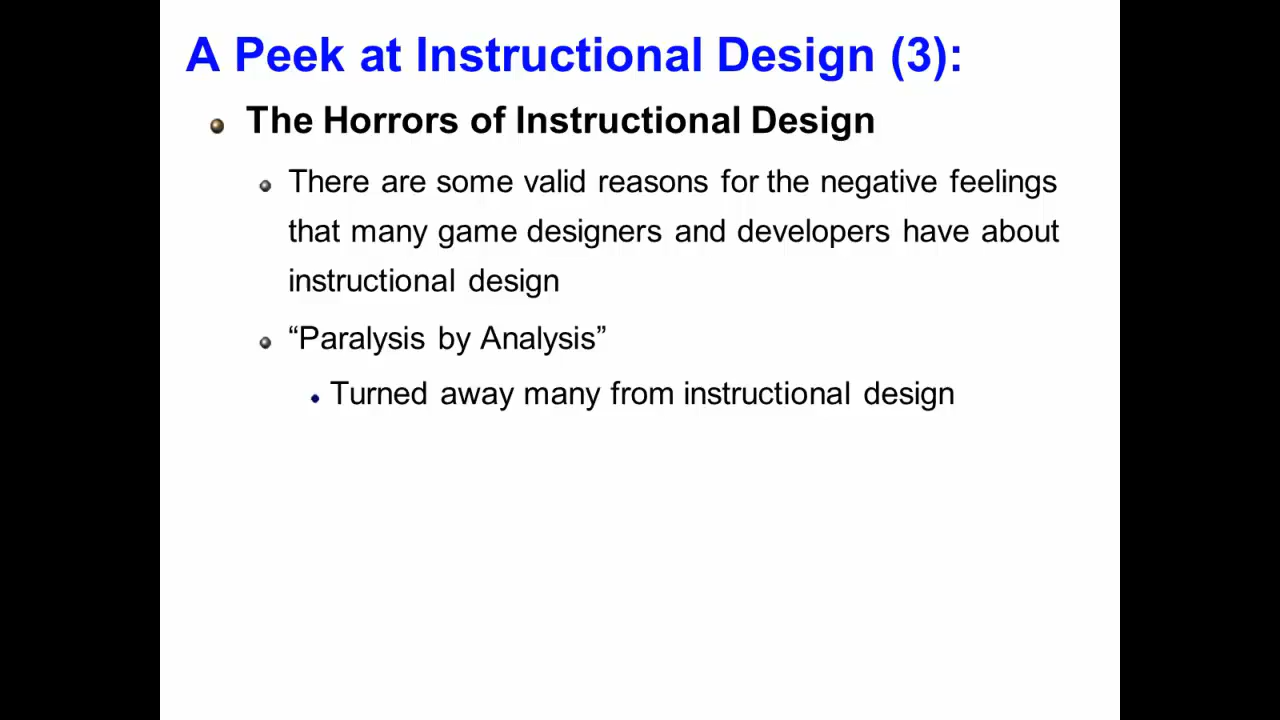 A Peek at Instructional Design (3):
The Horrors of Instructional Design
There are some valid reasons for the negative feelings
that many game designers and developers have about
instructional design
“Paralysis by Analysis”
Turned away many from instructional design